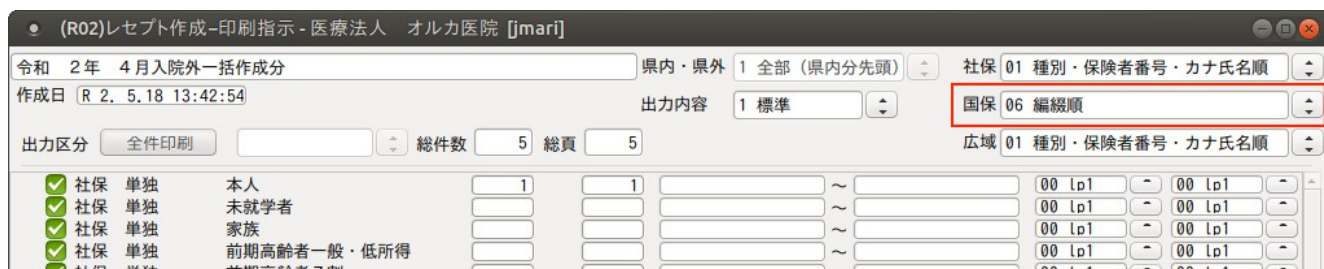 (R02)レセプト作成–印刷指示 - 医療法人　オルカ医院 [jmari]
令和　２年　４月入院外一括作成分　県内・県外　1 全部（県内分先頭）　社保　01 種別・保険者番号・カナ氏名順
作成日　R 2. 5.18 13:42:54　出力内容　1 標準　国保　06 編綴順
出力区分　全件印刷　総件数　5　総頁　5　広域　01 種別・保険者番号・カナ氏名順
社保　単独　本人　1　1　～　00 lp1　00 lp1
社保　単独　未就学者　～　00 lp1　00 lp1
社保　単独　家族　～　00 lp1　00 lp1
社保　単独　前期高齢者一般・低所得　～　00 lp1　00 lp1